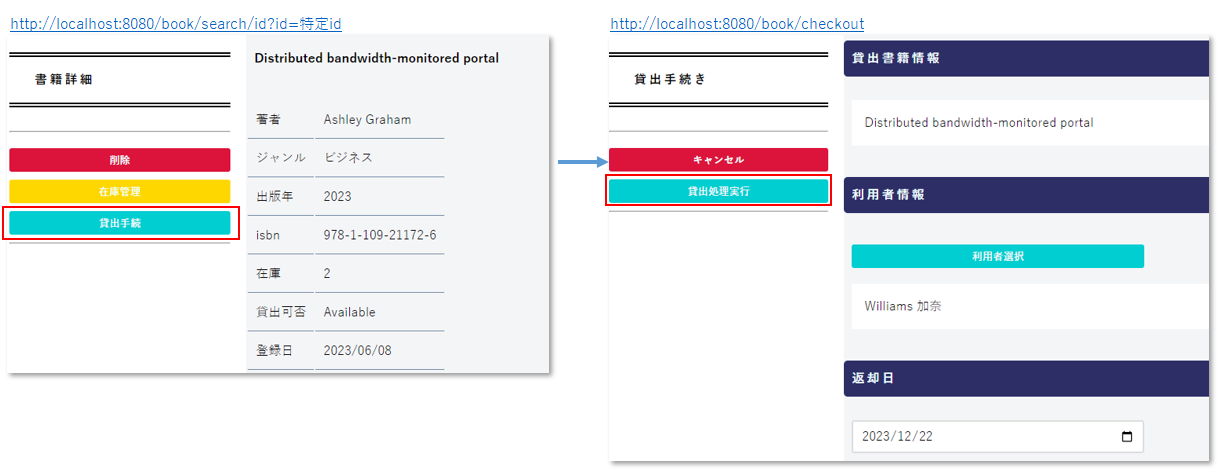 http://localhost:8080/book/search/id?id=特定id
書籍詳細
削除
在庫管理
貸出手続
Distributed bandwidth-monitored portal
著者 Ashley Graham
ジャンル ビジネス
出版年 2023
isbn 978-1-109-21172-6
在庫 2
貸出可否 Available
登録日 2023/06/08
http://localhost:8080/book/checkout
貸出手続き
キャンセル
貸出処理実行
貸出書籍情報
Distributed bandwidth-monitored portal
利用者情報
利用者選択
Williams 加奈
返却日
2023/12/22